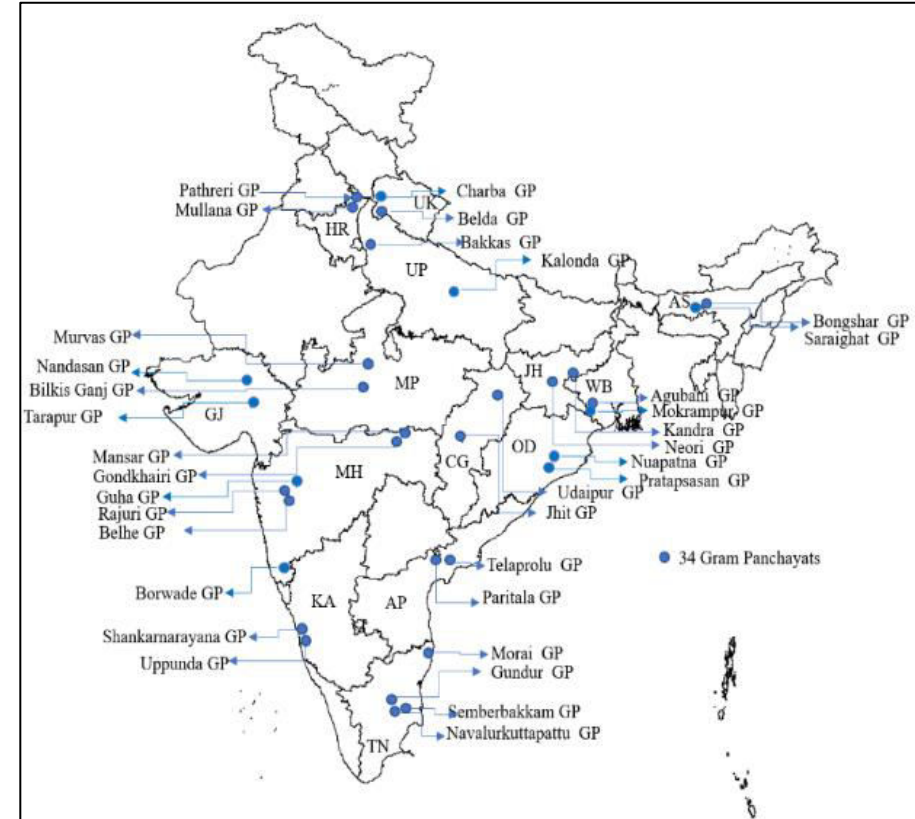 Pathreri GP
Mullana GP
HR
UK
Charba GP
Belda GP
Bakkas GP
Kalonda GP
UP
AS
Bongshar GP
Saraighat GP
Murvas GP
Nandasan GP
Bilkis Ganj GP
Tarapur GP
GJ
MP
JH
WB
Agubani GP
Mokrampur GP
Kandra GP
Neori GP
Nuapatna GP
Pratapsasan GP
Udaipur GP
Jhit GP
OD
CG
Mansar GP
Gondkhairi GP
Guha GP
Rajuri GP
Belhe GP
MH
34 Gram Panchayats
Telaprolu GP
Paritala GP
Borwade GP
KA
AP
Shankarnarayana GP
Uppunda GP
Morai GP
Gundur GP
Semberbakkam GP
Navalurkuttapattu GP
TN